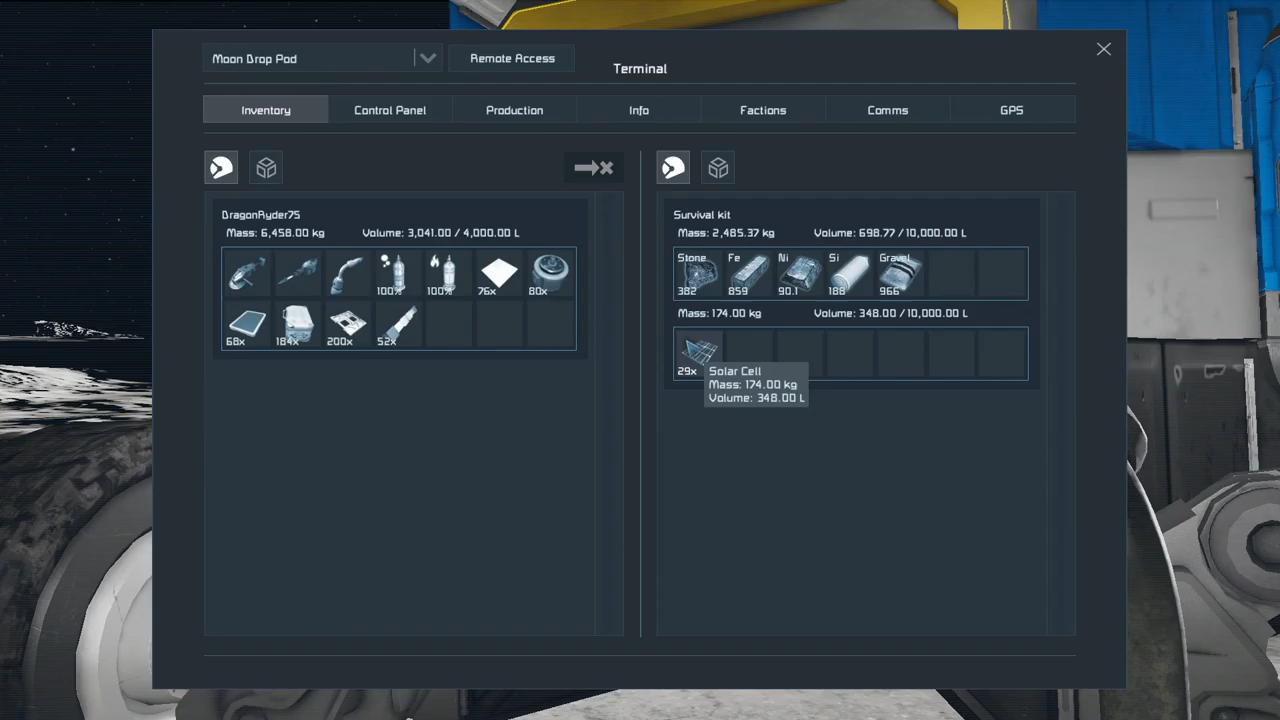 Moon Drop Pod
Remote Access
Terminal
Inventory
Control Panel
Production
Info
Factions
Comms
GPS
DragonRyder75
Mass: 6,458.00 kg Volume: 3,041.00 / 4,000.00 L
100% 100% 76x 80x
68x 184x 200x 52x
Survival kit
Mass: 2,485.37 kg Volume: 698.77 / 10,000.00 L
Stone Fe Ni Si Gravel
382 859 90.1 188 966
Mass: 174.00 kg Volume: 348.00 / 10,000.00 L
29x
Solar Cell
Mass: 174.00 kg
Volume: 348.00 L